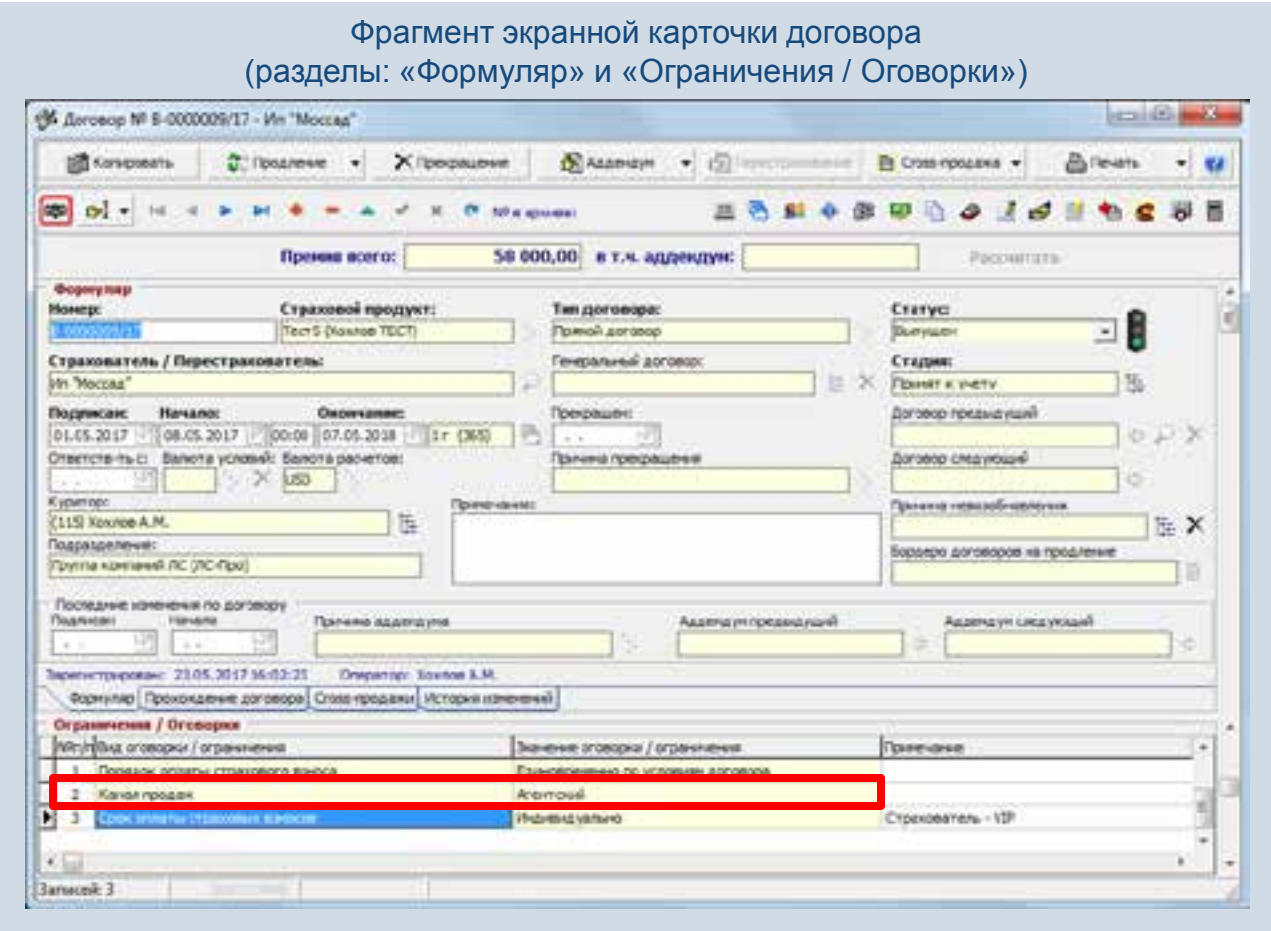 Фрагмент экранной карточки договора
(разделы: «Формуляр» и «Ограничения / Оговорки»)
Договор № В-0000009/17 - Ип "Моссад"
Копировать Продление Прекращение Аддендум Перестрахование Кросс-продажа Печать
№ в архиве:
Премия всего: 58 000,00 в т.ч. аддендум: Рассчитать
Формуляр
Номер: Страховой продукт: Тип договора: Статус:
В-0000009/17 Тест5 (Хохлов ТЕСТ) Прямой договор Выпущен
Страхователь / Перестрахователь: Генеральный договор: Стадия:
Ип "Моссад" Принят к учету
Подписан: Начало: Окончание: Прекращен: Договор предыдущий
01.05.2017 08.05.2017 00:00 07.05.2018 1 г (365)
Ответств-ть с: Валюта условий: Валюта расчетов: Причина прекращения Договор следующий
USD
Куратор: Примечание: Причина невозобновления
(115) Хохлов А.М.
Подразделение: Бордеро договоров на продление
Группа компаний ЛС (ЛС-Про)
Последние изменения по договору
Подписан Начало Причина аддендума Аддендум предыдущий Аддендум следующий
Зарегистрирован: 23.05.2017 16:02:25 Оператор: Хохлов А.М.
Формуляр Прохождение договора Сross-продажи История изменений
Ограничения / Оговорки
№п/п Вид оговорки / ограничения Значение оговорки / ограничения Примечание
1 Порядок оплаты страхового взноса Единовременно по условиям договора
2 Канал продаж Агентский
3 Срок оплаты страховых взносов Индивидуально Страхователь - VIP
Записей: 3